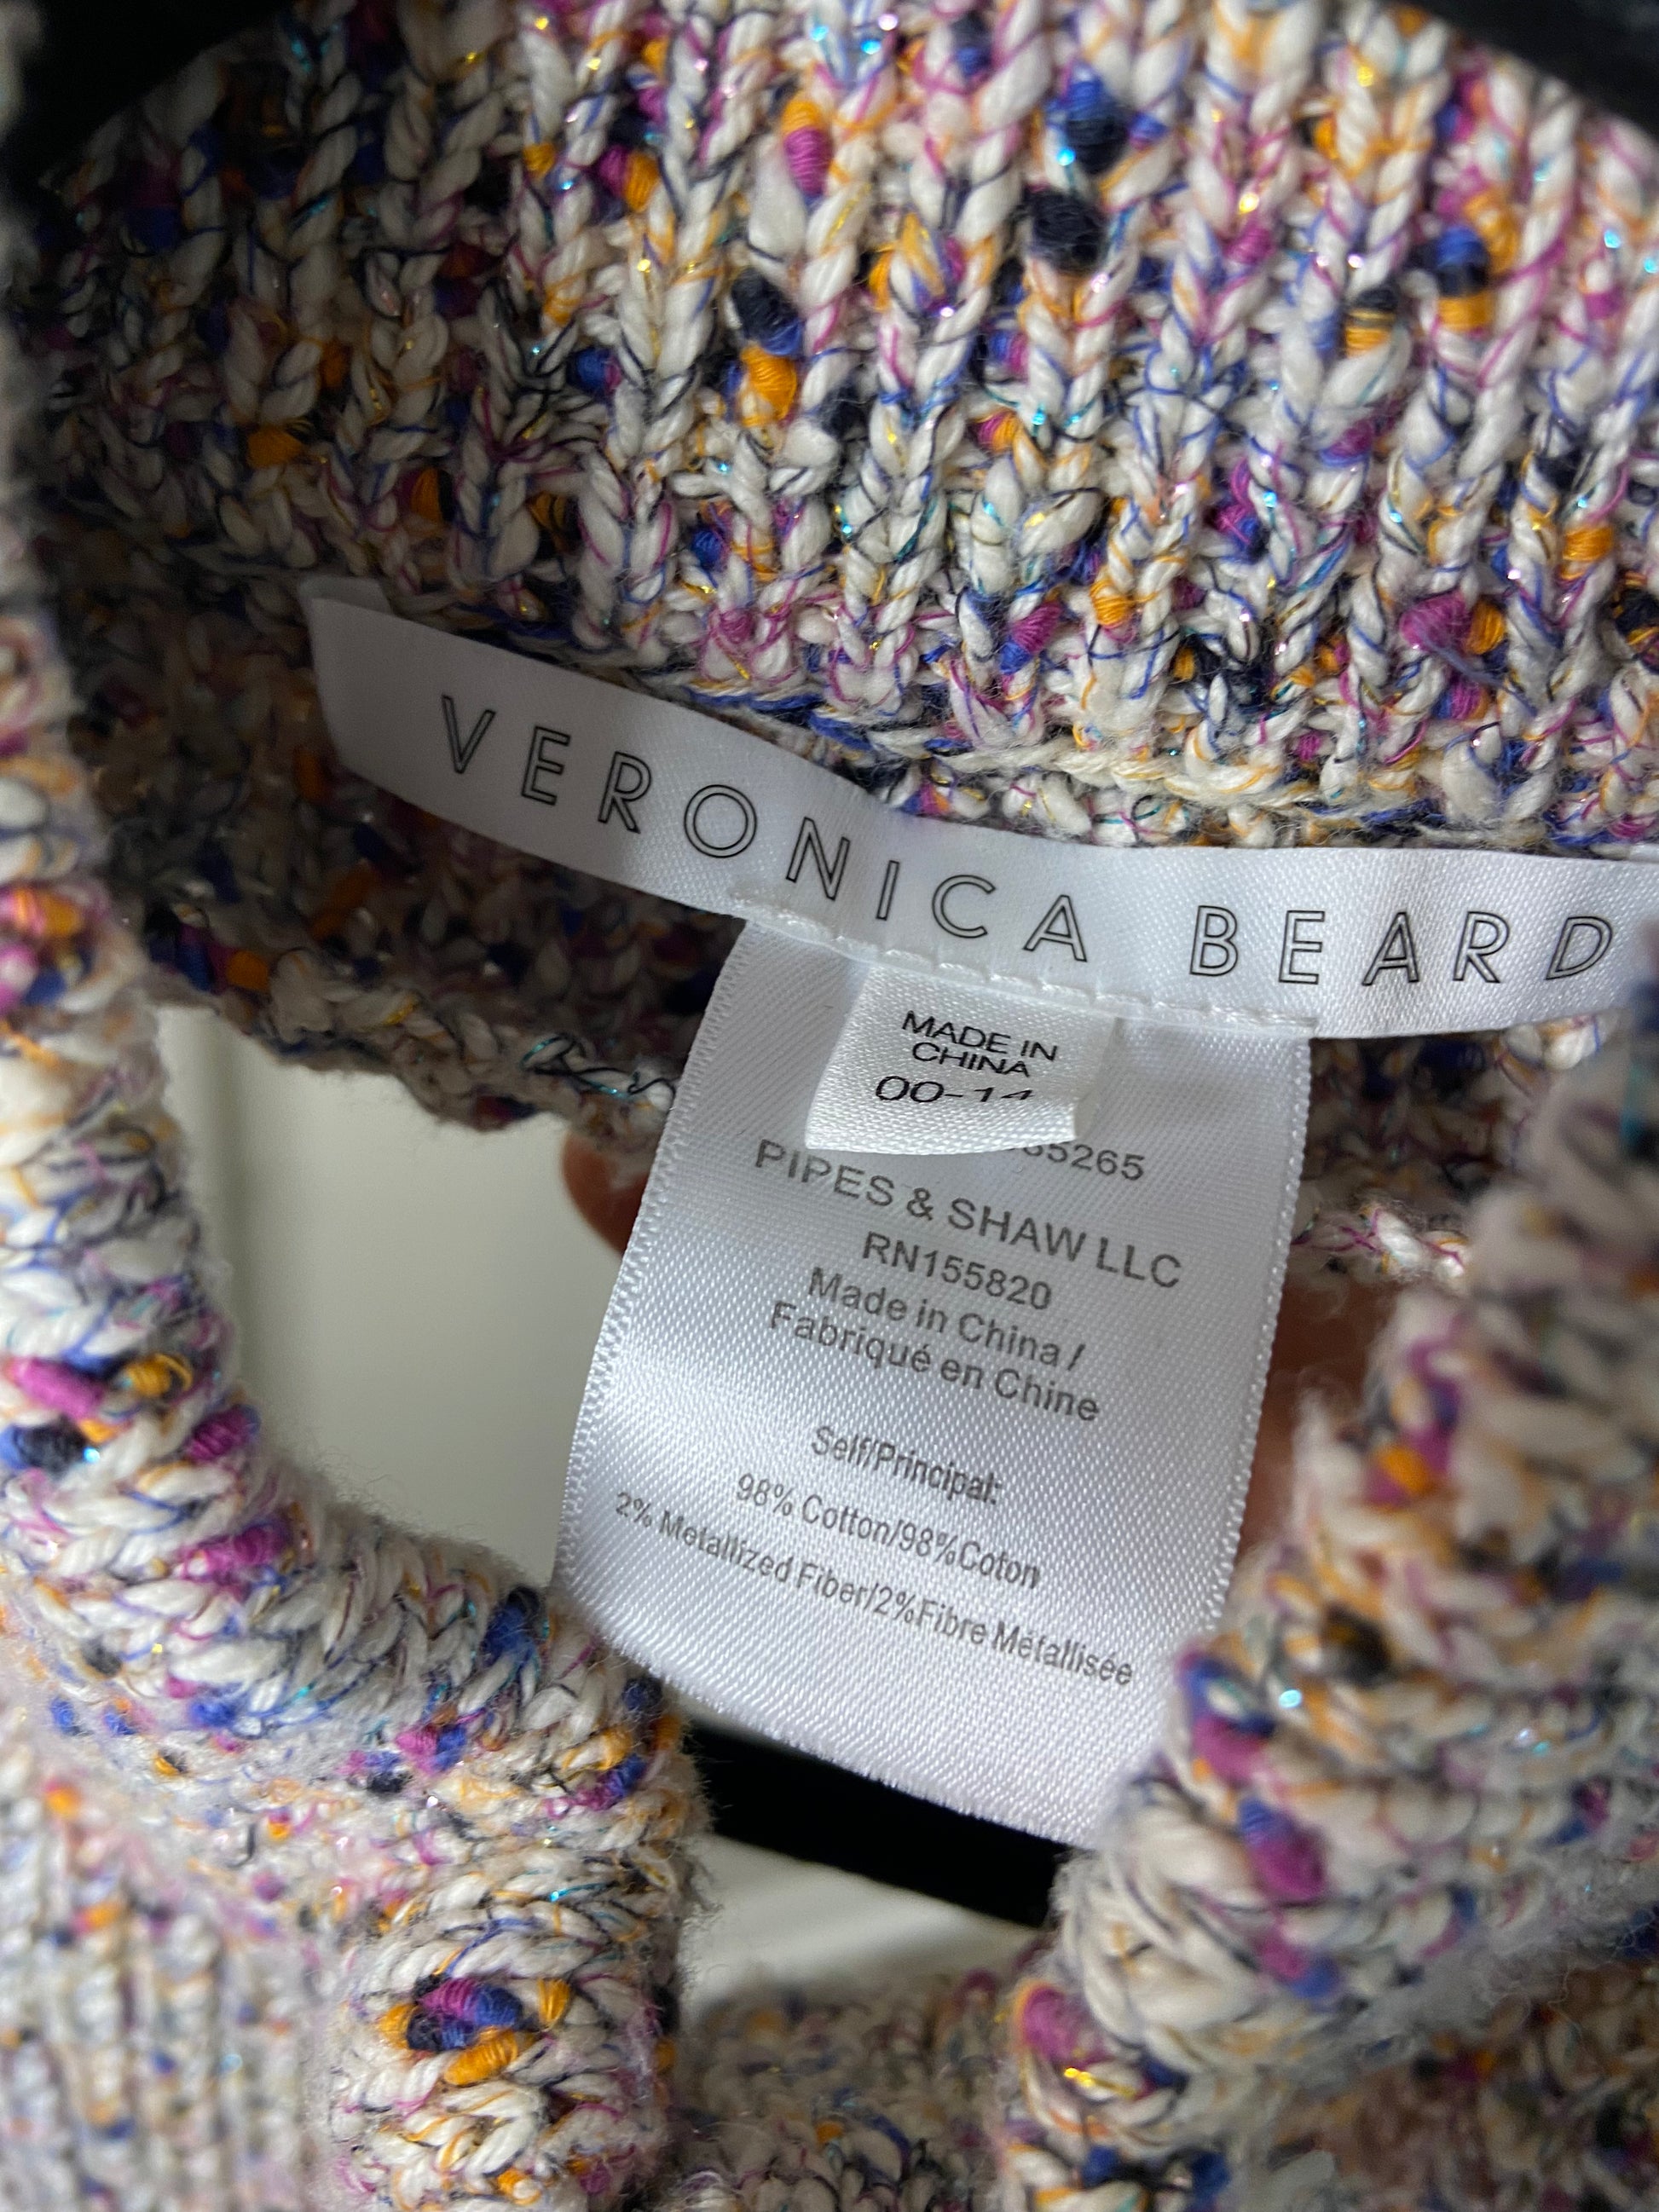 VERONICA BEARD
MADE IN
CHINA
00-14
65265
PIPES & SHAW LLC
RN155820
Made in China /
Fabriqué en Chine
Self/Principal:
98% Cotton/98%Coton
2% Metallized Fiber/2%Fibre Métallisée